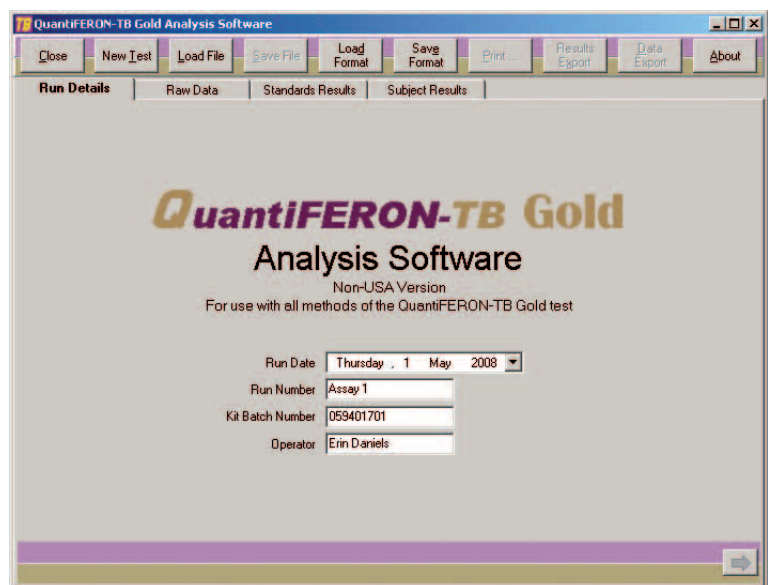 TB QuantiFERON-TB Gold Analysis Software
Close New Test Load File Save File Load Format Save Format Print ... Results Export Data Export About
Run Details Raw Data Standards Results Subject Results
QuantiFERON-TB Gold
Analysis Software
Non-USA Version
For use with all methods of the QuantiFERON-TB Gold test
Run Date Thursday , 1 May 2008
Run Number Assay 1
Kit Batch Number 059401701
Operator Erin Daniels